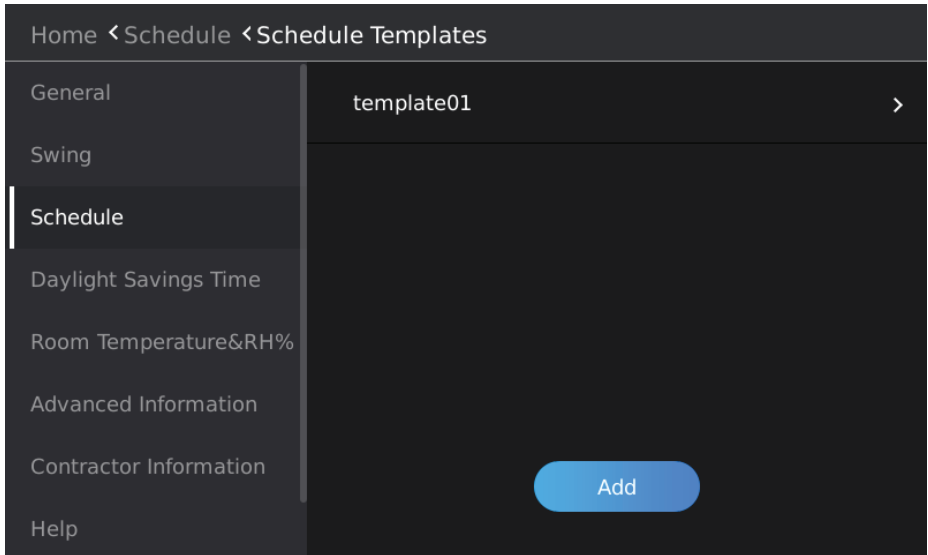 Home < Schedule < Schedule Templates
General
Swing
Schedule
Daylight Savings Time
Room Temperature&RH%
Advanced Information
Contractor Information
Help
template01 >
Add